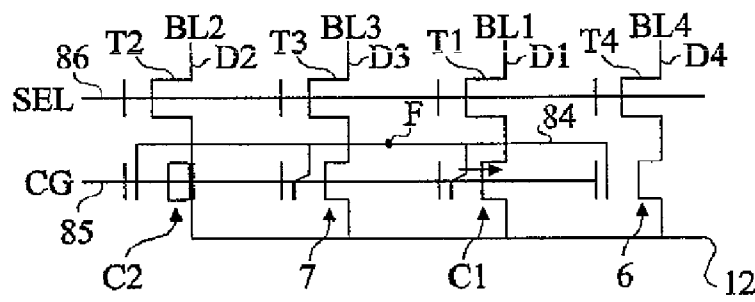 BL2 BL3 BL1 BL4
T2 T3 T1 T4
86 D2 D3 D1 D4
SEL
F 84
CG
85
C2 7 C1 6 12